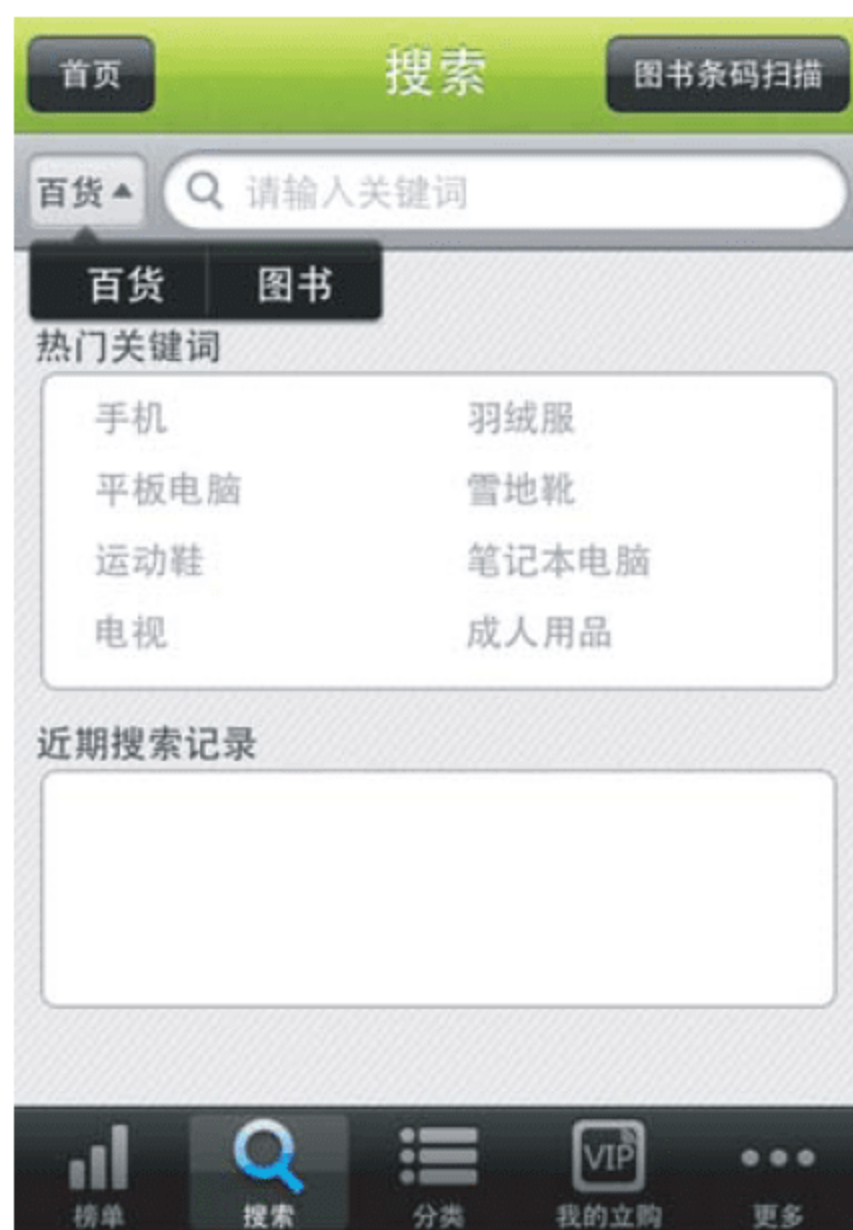 首页 搜索 图书条码扫描
百货 请输入关键词
百货 图书
热门关键词
手机 羽绒服
平板电脑 雪地靴
运动鞋 笔记本电脑
电视 成人用品
近期搜索记录
VIP
榜单 搜索 分类 我的立购 更多